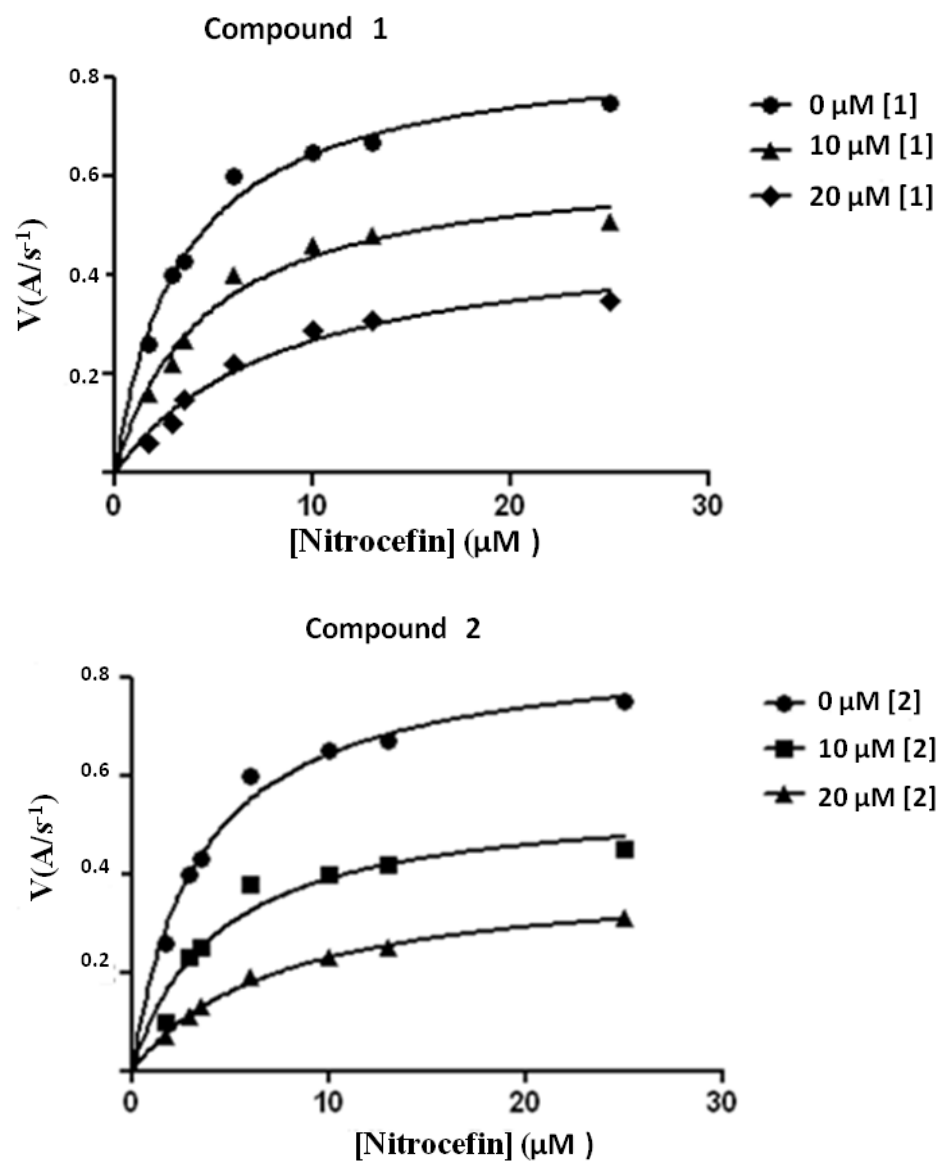 Compound 1
0.8
0.6
0.4
0.2
0 10 20 30
V(A/s⁻¹)
[Nitrocefin] (µM )
0 µM [1]
10 µM [1]
20 µM [1]
Compound 2
0.8
0.6
0.4
0.2
0 10 20 30
V(A/s⁻¹)
[Nitrocefin] (µM )
0 µM [2]
10 µM [2]
20 µM [2]